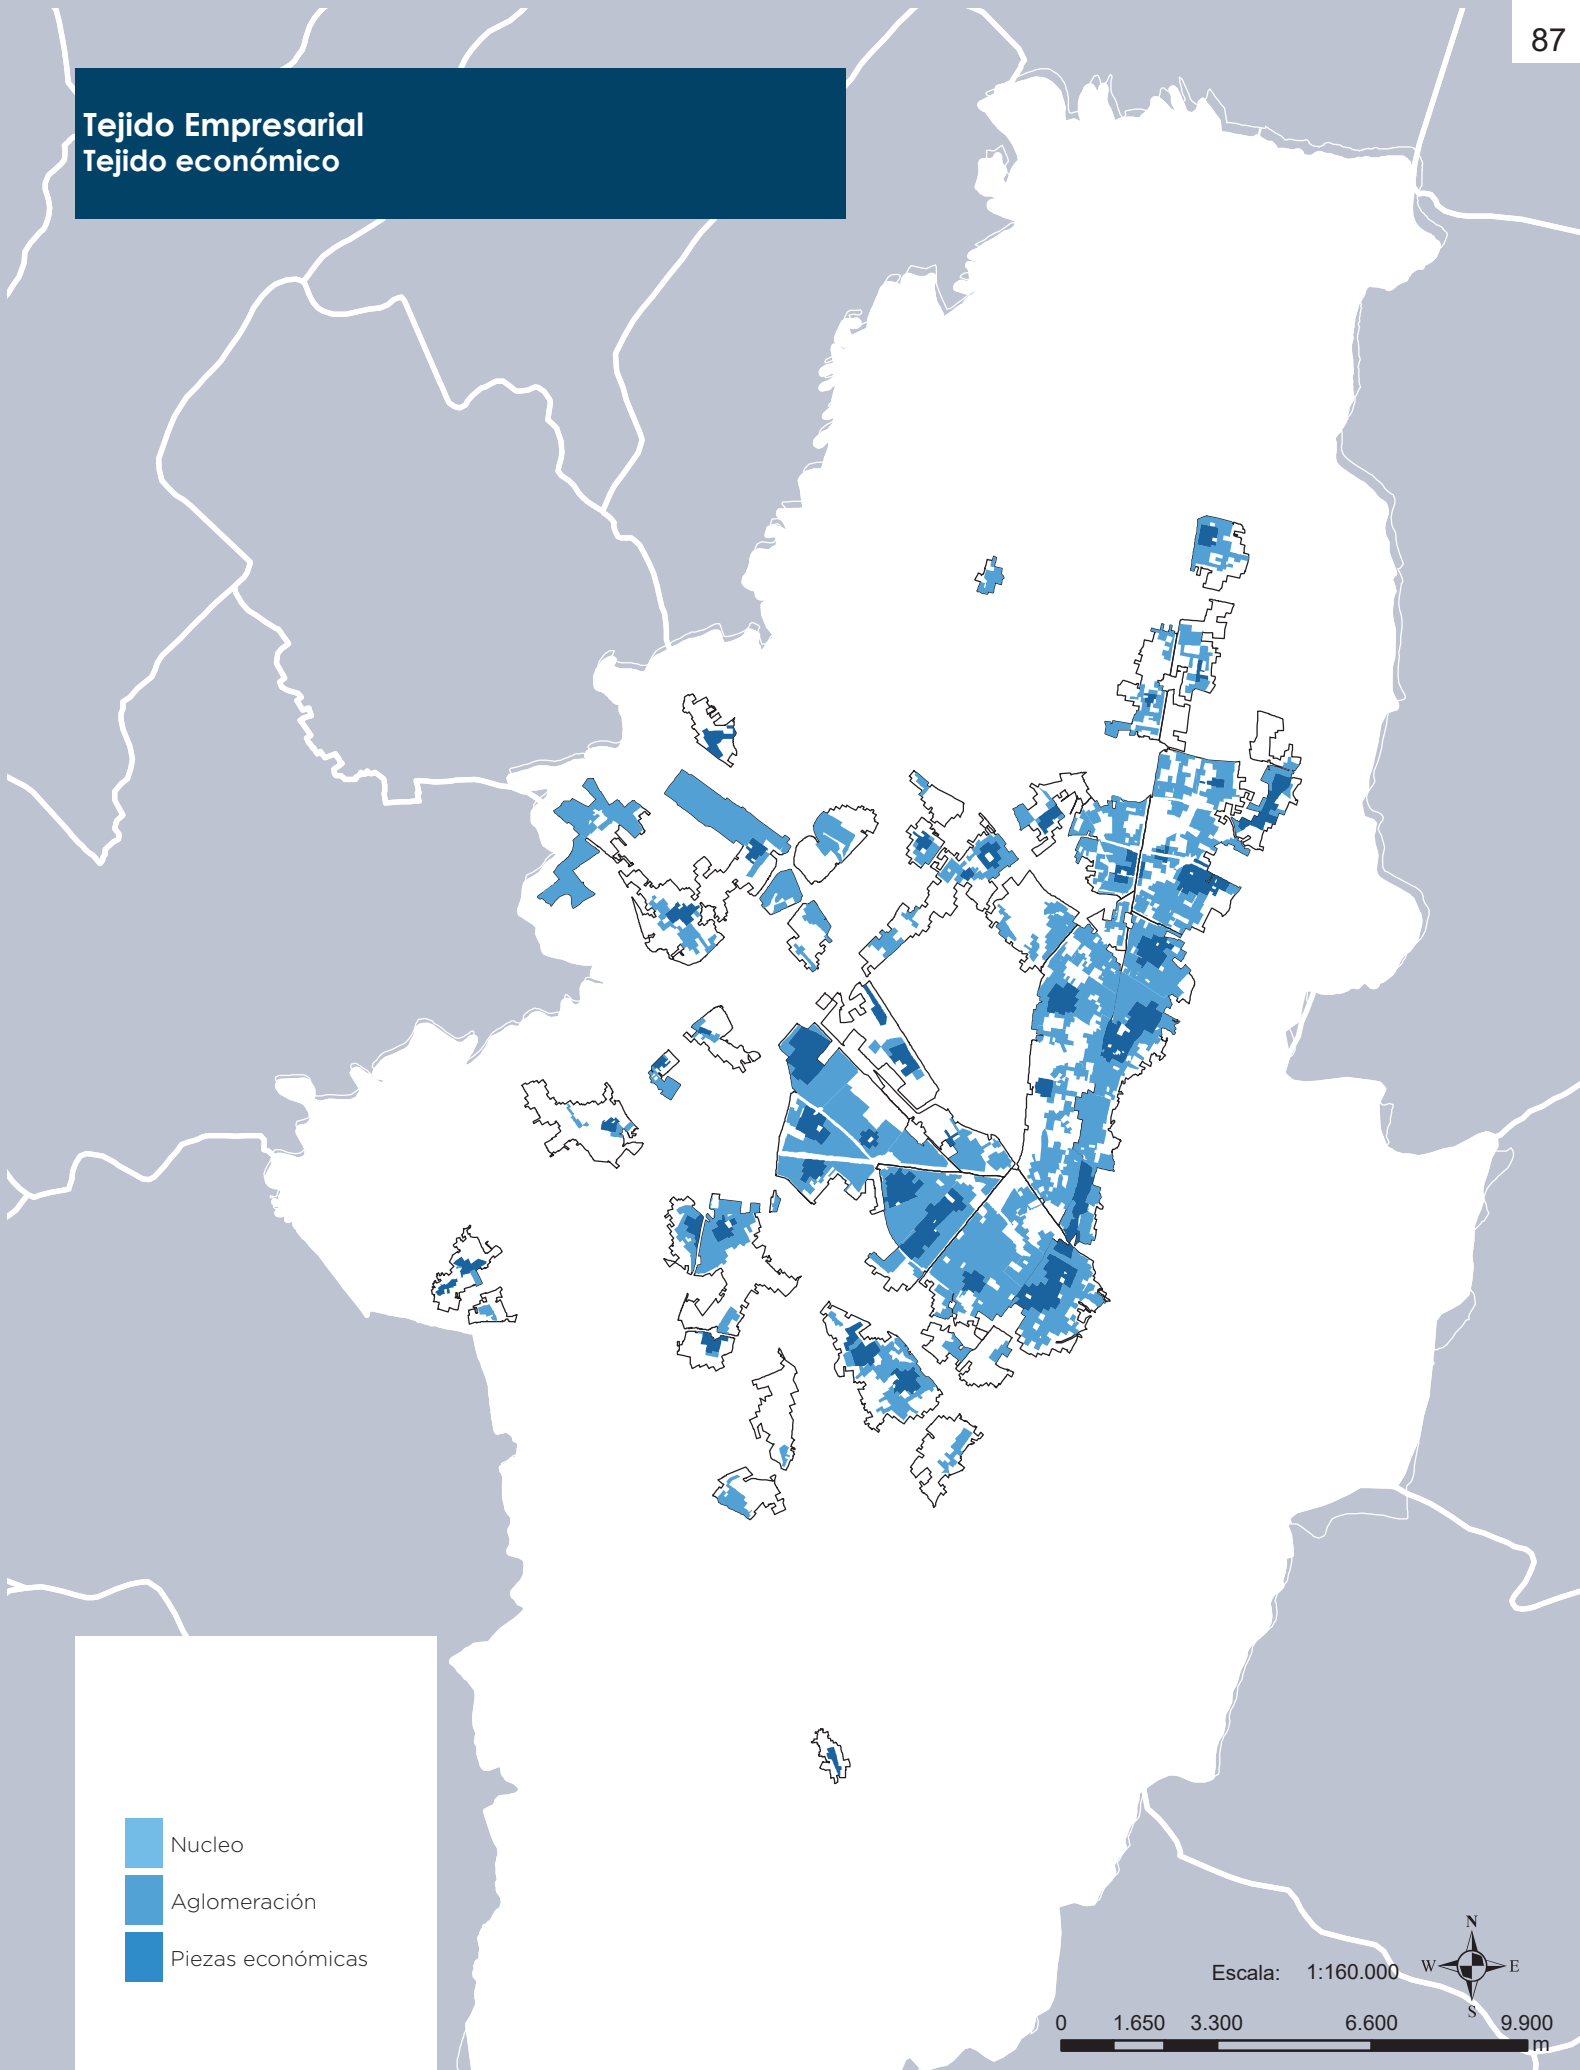 87
Tejido Empresarial
Tejido económico
Nucleo
Aglomeración
Piezas económicas
Escala: 1:160.000
N
W E
S
0 1.650 3.300 6.600 9.900
m